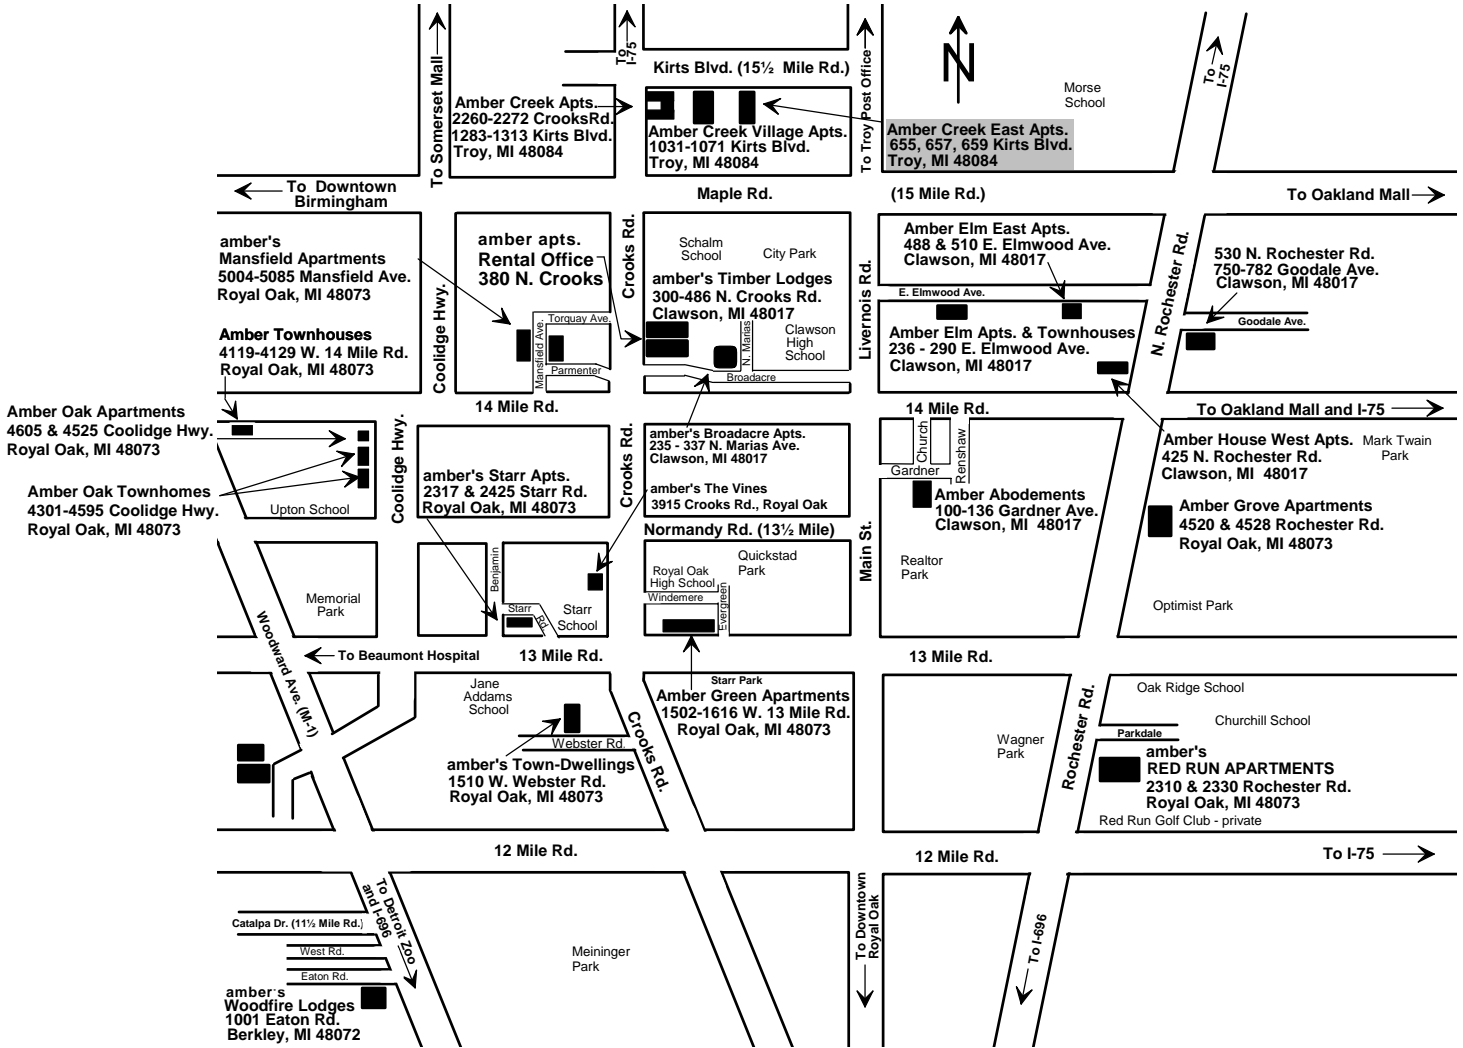 To Somerset Mall
To
I-75
Kirts Blvd. (15½ Mile Rd.)
To Troy Post Office
N
Morse
School
To
I-75
Amber Creek Apts.
2260-2272 CrooksRd.
1283-1313 Kirts Blvd.
Troy, MI 48084
Amber Creek Village Apts.
1031-1071 Kirts Blvd.
Troy, MI 48084
Amber Creek East Apts.
655, 657, 659 Kirts Blvd.
Troy, MI 48084
To Downtown
Birmingham
Maple Rd.
(15 Mile Rd.)
To Oakland Mall
amber's
Mansfield Apartments
5004-5085 Mansfield Ave.
Royal Oak, MI 48073
Amber Townhouses
4119-4129 W. 14 Mile Rd.
Royal Oak, MI 48073
Coolidge Hwy.
amber apts.
Rental Office
380 N. Crooks
Torquay Ave.
Mansfield Ave.
Parmenter
Crooks Rd.
Schalm
School
City Park
amber's Timber Lodges
300-486 N. Crooks Rd.
Clawson, MI 48017
N. Marias
Clawson
High
School
Broadacre
Livernois Rd.
Amber Elm East Apts.
488 & 510 E. Elmwood Ave.
Clawson, MI 48017
E. Elmwood Ave.
Amber Elm Apts. & Townhouses
236 - 290 E. Elmwood Ave.
Clawson, MI 48017
N. Rochester Rd.
530 N. Rochester Rd.
750-782 Goodale Ave.
Clawson, MI 48017
Goodale Ave.
14 Mile Rd.
14 Mile Rd.
To Oakland Mall and I-75
Amber Oak Apartments
4605 & 4525 Coolidge Hwy.
Royal Oak, MI 48073
Amber Oak Townhomes
4301-4595 Coolidge Hwy.
Royal Oak, MI 48073
Upton School
Coolidge Hwy.
amber's Starr Apts.
2317 & 2425 Starr Rd.
Royal Oak, MI 48073
Crooks Rd.
amber's Broadacre Apts.
235 - 337 N. Marias Ave.
Clawson, MI 48017
amber's The Vines
3915 Crooks Rd., Royal Oak
Normandy Rd. (13½ Mile)
Church
Renshaw
Gardner
Amber Abodements
100-136 Gardner Ave.
Clawson, MI 48017
Amber House West Apts.
425 N. Rochester Rd.
Clawson, MI 48017
Mark Twain
Park
Amber Grove Apartments
4520 & 4528 Rochester Rd.
Royal Oak, MI 48073
Main St.
Realtor
Park
Optimist Park
Memorial
Park
Benjamin
Starr
Rd.
Starr
School
Royal Oak
High School
Windemere
Evergreen
Quickstad
Park
Woodward Ave. (M-1)
To Beaumont Hospital
13 Mile Rd.
13 Mile Rd.
Jane
Addams
School
Webster Rd.
amber's Town-Dwellings
1510 W. Webster Rd.
Royal Oak, MI 48073
Crooks Rd.
Starr Park
Amber Green Apartments
1502-1616 W. 13 Mile Rd.
Royal Oak, MI 48073
Wagner
Park
Rochester Rd.
Oak Ridge School
Churchill School
Parkdale
amber's
RED RUN APARTMENTS
2310 & 2330 Rochester Rd.
Royal Oak, MI 48073
Red Run Golf Club - private
12 Mile Rd.
12 Mile Rd.
To I-75
To Detroit Zoo
and I-696
Catalpa Dr. (11½ Mile Rd.)
West Rd.
Eaton Rd.
amber's
Woodfire Lodges
1001 Eaton Rd.
Berkley, MI 48072
Meininger
Park
To Downtown
Royal Oak
To I-696